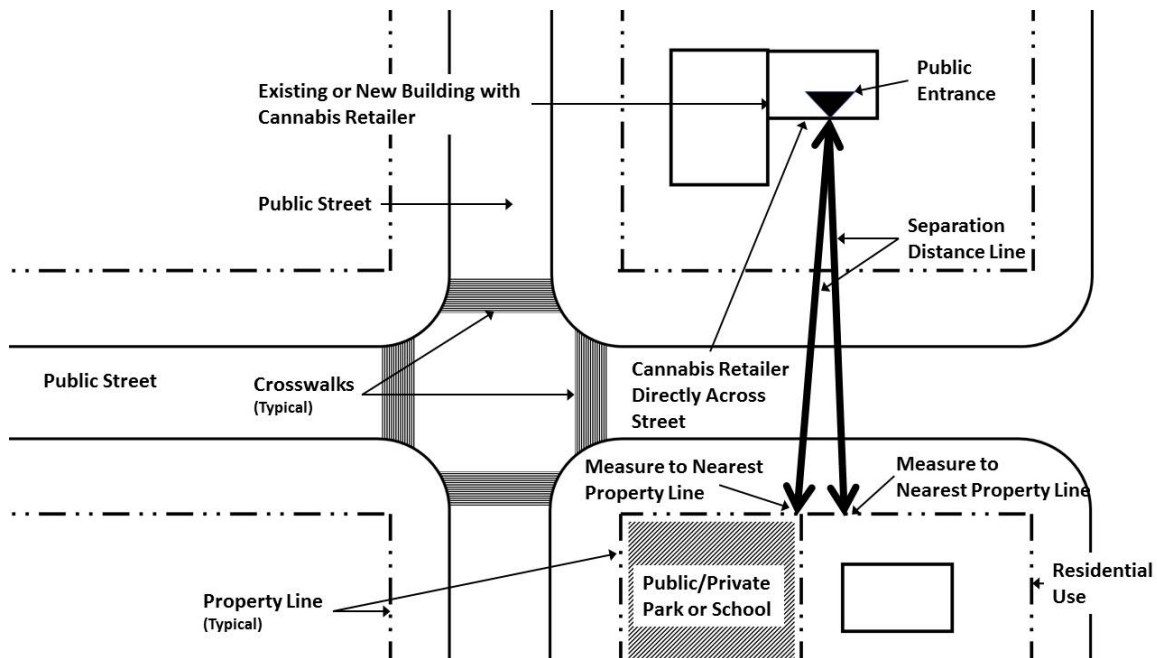 Existing or New Building with
Cannabis Retailer
Public
Entrance
Public Street
Separation
Distance Line
Public Street
Crosswalks
(Typical)
Cannabis Retailer
Directly Across
Street
Measure to Nearest
Property Line
Measure to
Nearest Property Line
Public/Private
Park or School
Residential
Use
Property Line
(Typical)